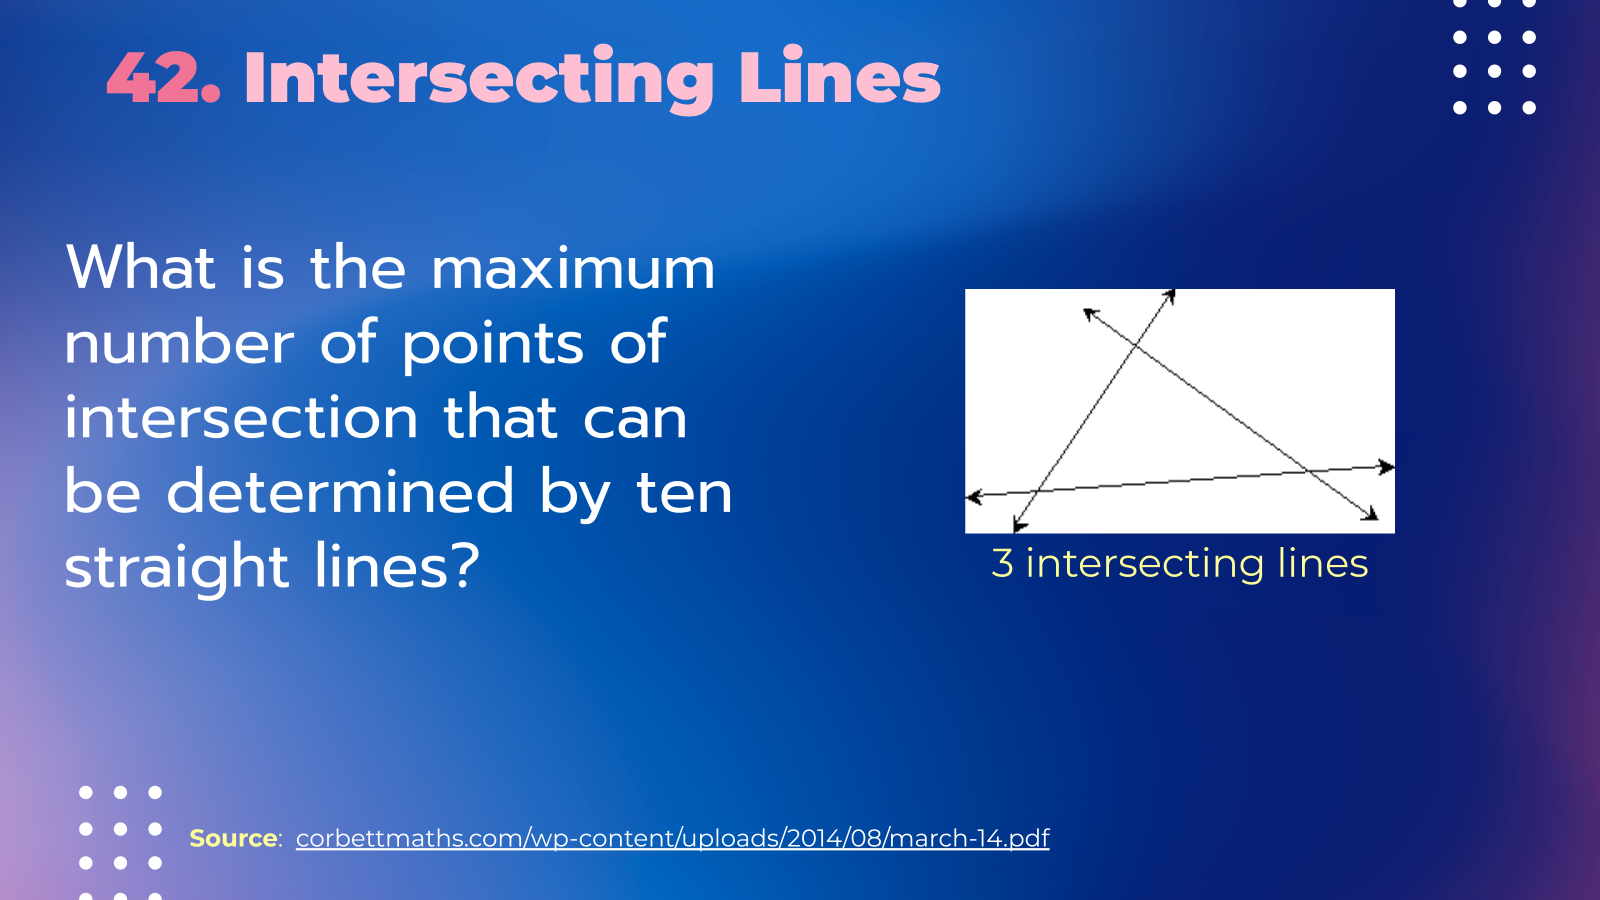 42. Intersecting Lines
What is the maximum
number of points of
intersection that can
be determined by ten
straight lines?
3 intersecting lines
Source: corbettmaths.com/wp-content/uploads/2014/08/march-14.pdf